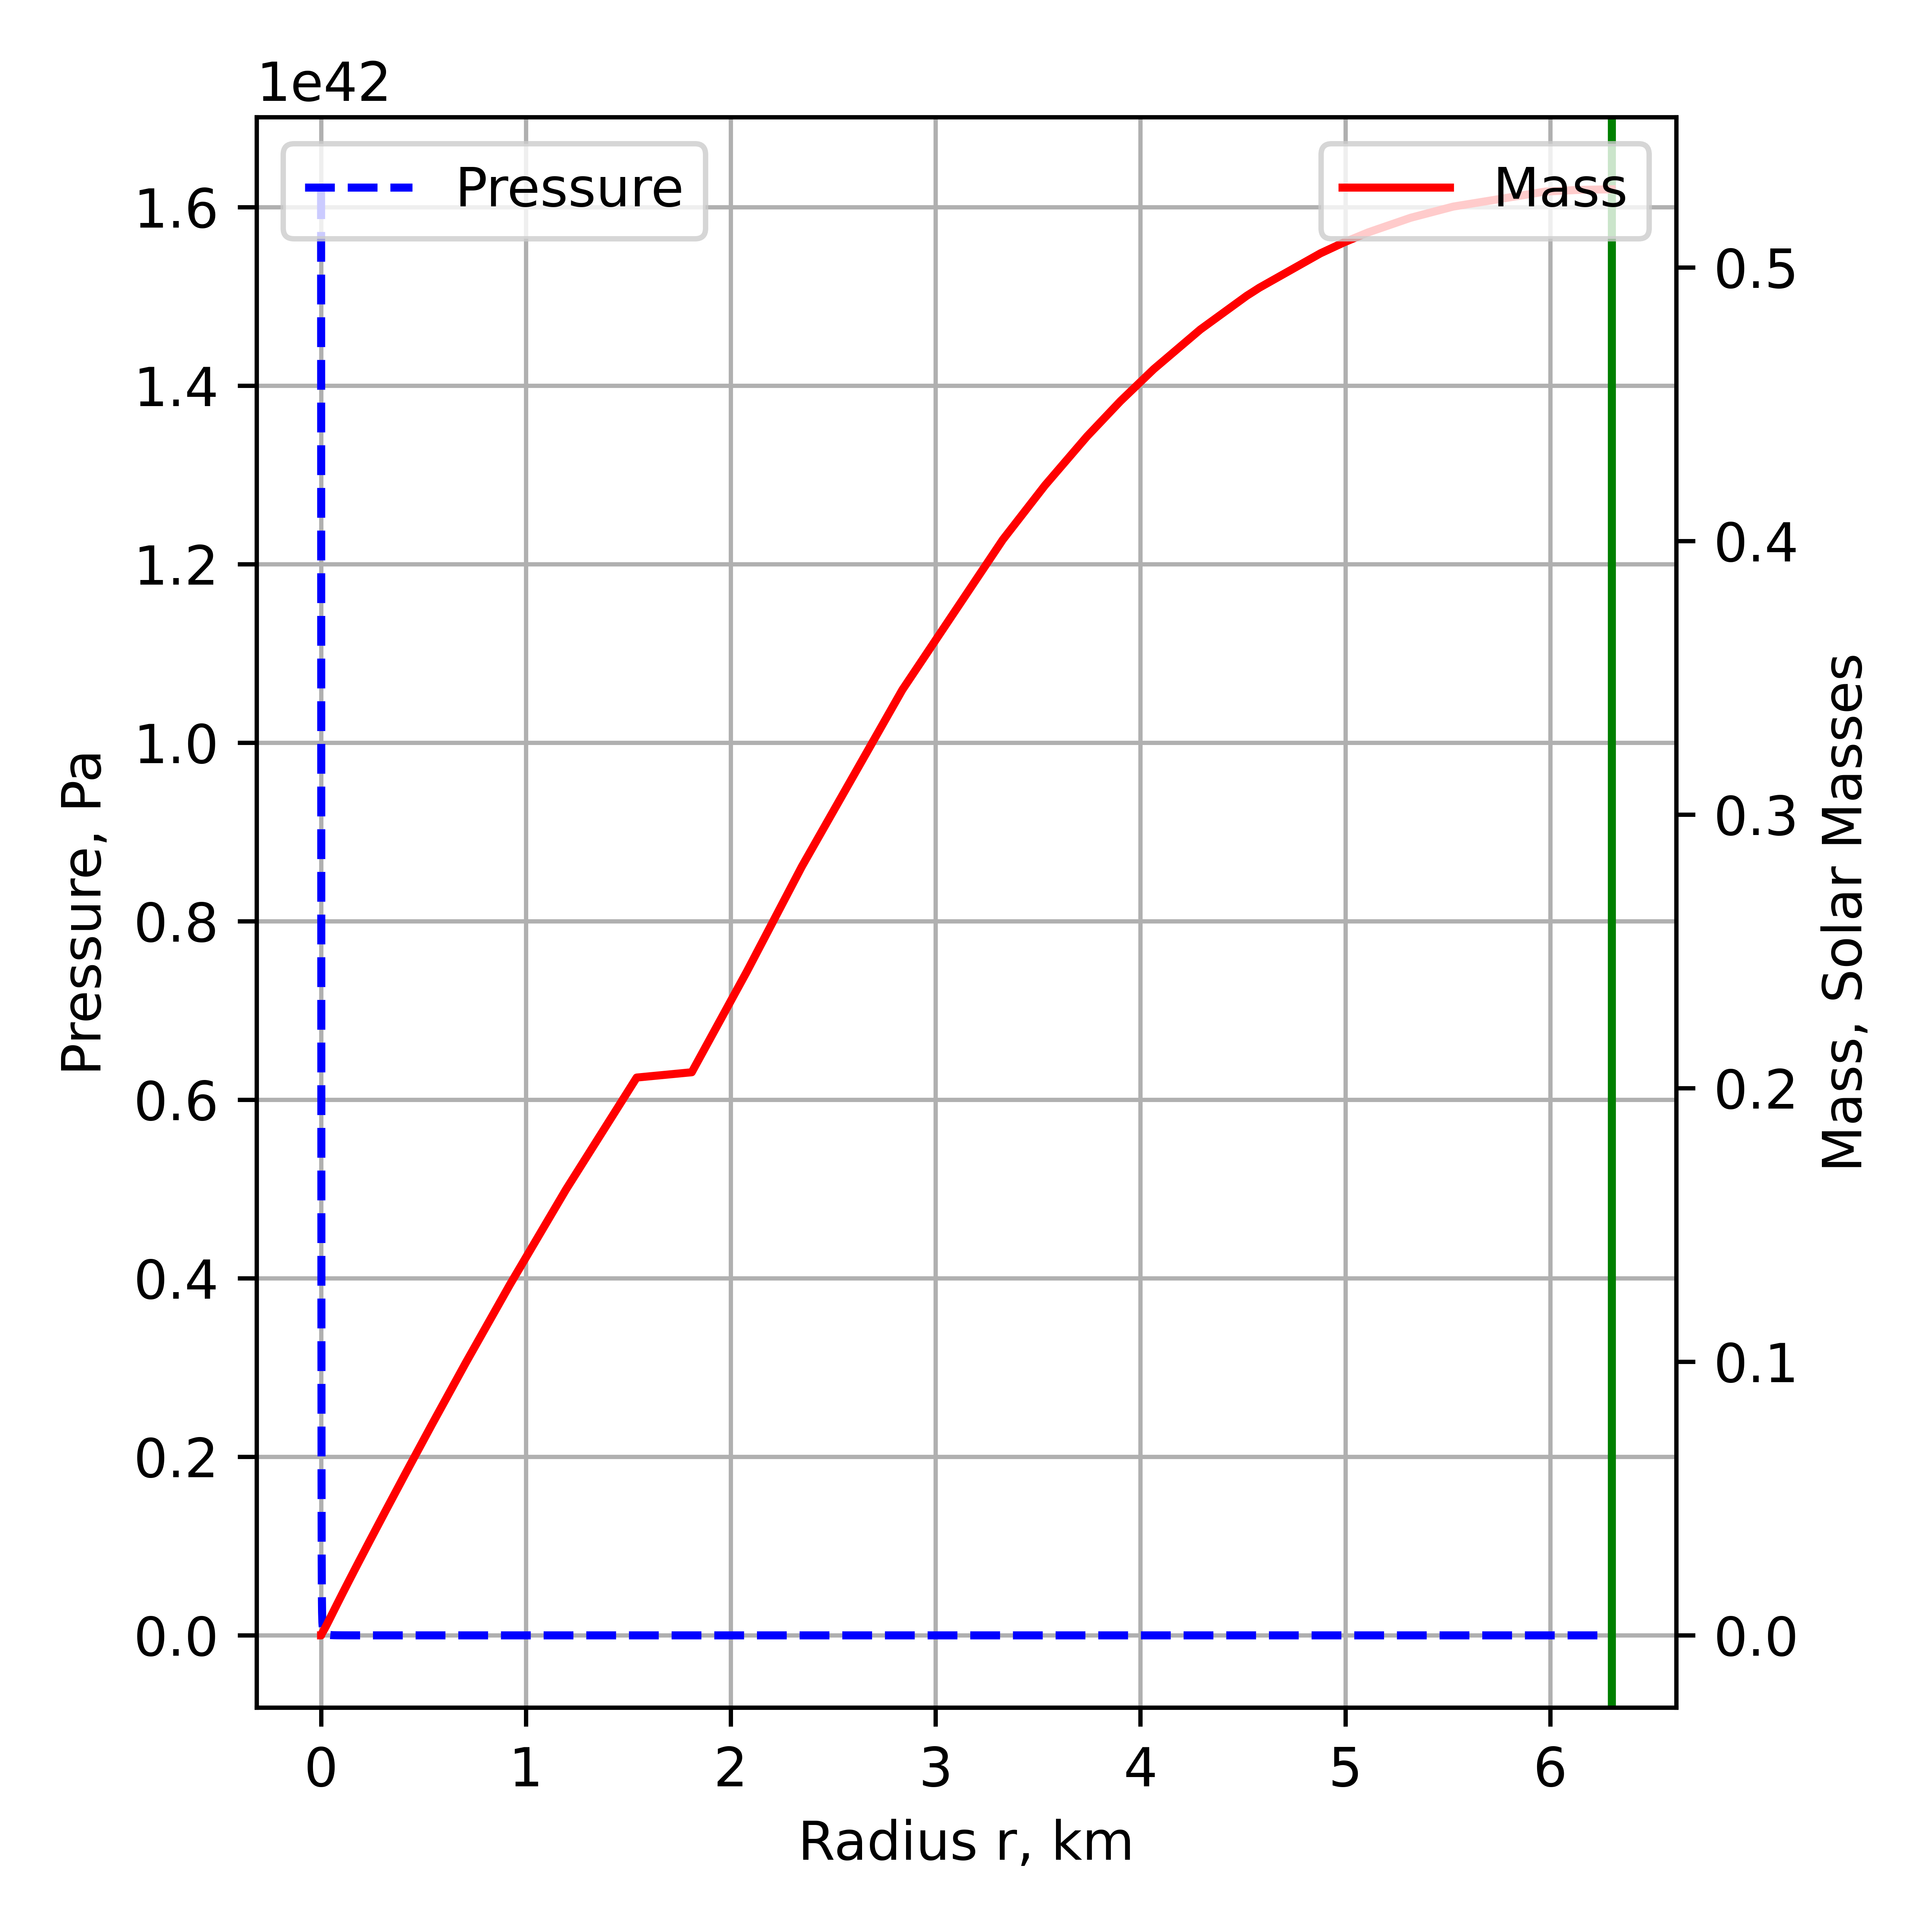 1e42
Pressure
Mass
1.6
1.4
1.2
1.0
0.8
0.6
0.4
0.2
0.0
Pressure, Pa
0.5
0.4
0.3
0.2
0.1
0.0
Mass, Solar Masses
0 1 2 3 4 5 6
Radius r, km